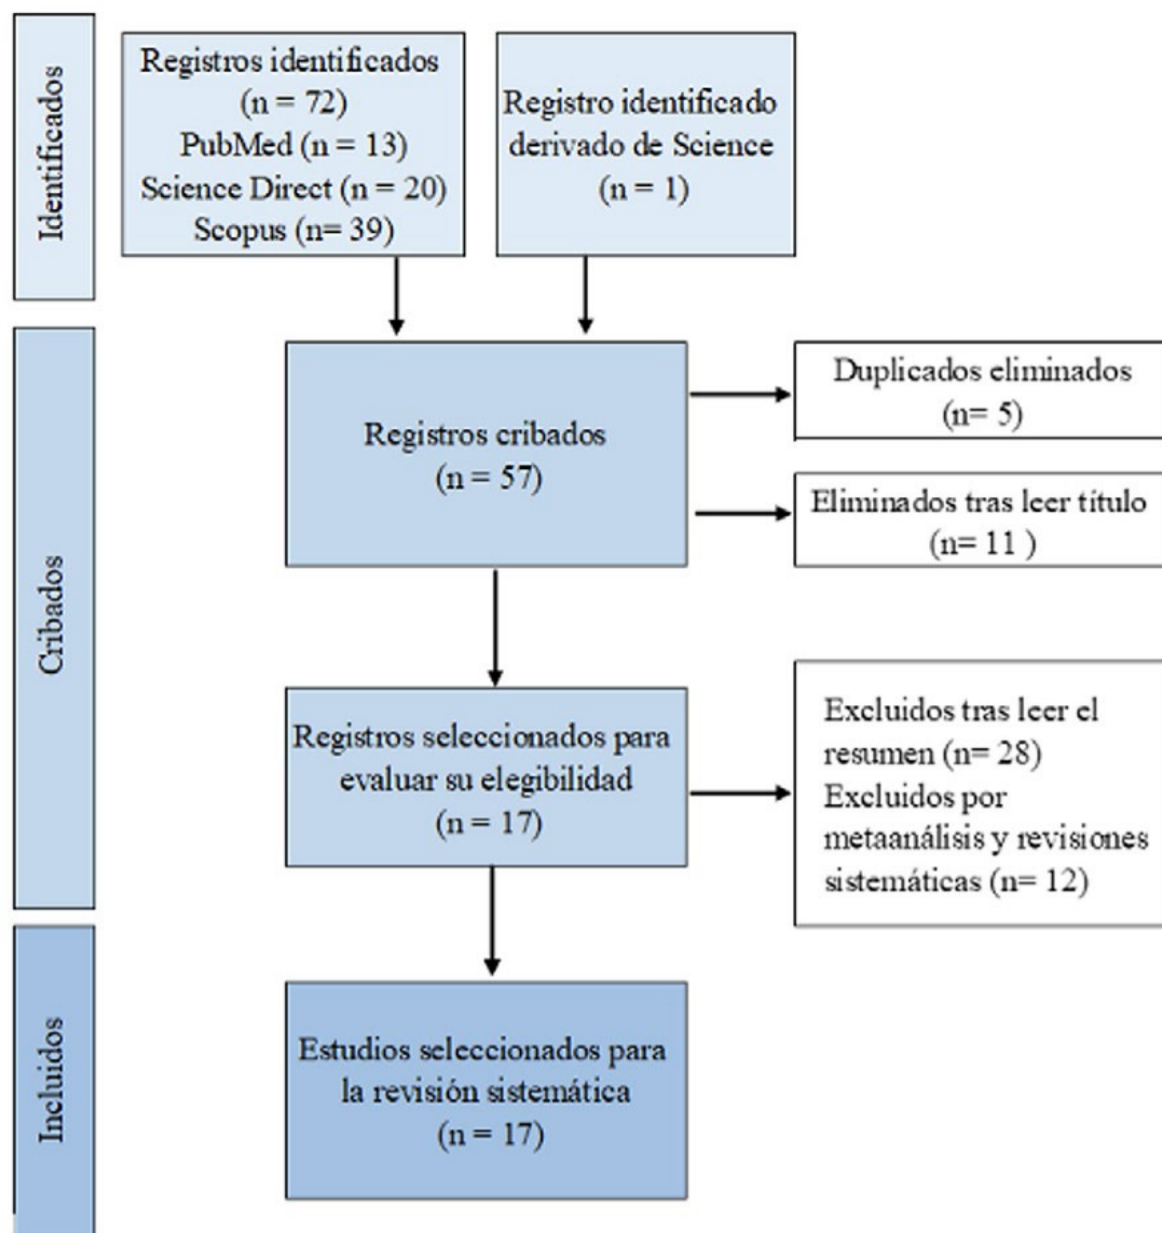 Identificados
Registros identificados
(n = 72)
PubMed (n = 13)
Science Direct (n = 20)
Scopus (n= 39)
Registro identificado
derivado de Science
(n = 1)
Cribados
Registros cribados
(n = 57)
Duplicados eliminados
(n= 5)
Eliminados tras leer título
(n= 11 )
Registros seleccionados para
evaluar su elegibilidad
(n = 17)
Excluidos tras leer el
resumen (n= 28)
Excluidos por
metaanálisis y revisiones
sistemáticas (n= 12)
Incluidos
Estudios seleccionados para
la revisión sistemática
(n = 17)